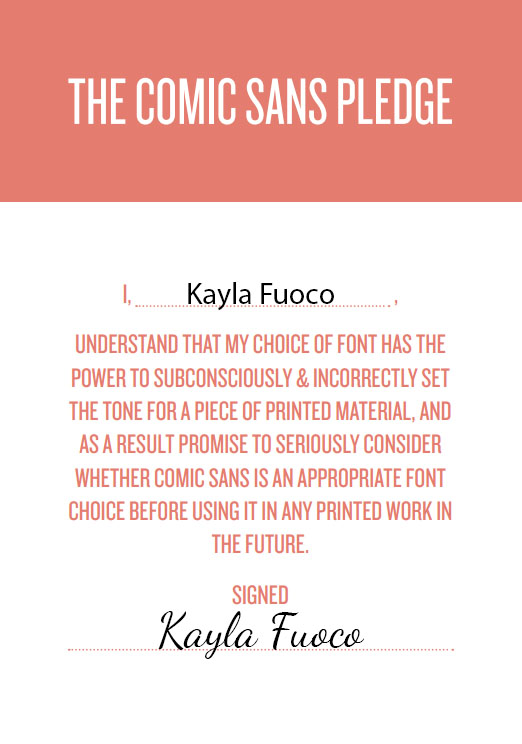 THE COMIC SANS PLEDGE
I, Kayla Fuoco ,
UNDERSTAND THAT MY CHOICE OF FONT HAS THE
POWER TO SUBCONSCIOUSLY & INCORRECTLY SET
THE TONE FOR A PIECE OF PRINTED MATERIAL, AND
AS A RESULT PROMISE TO SERIOUSLY CONSIDER
WHETHER COMIC SANS IS AN APPROPRIATE FONT
CHOICE BEFORE USING IT IN ANY PRINTED WORK IN
THE FUTURE.
SIGNED
Kayla Fuoco